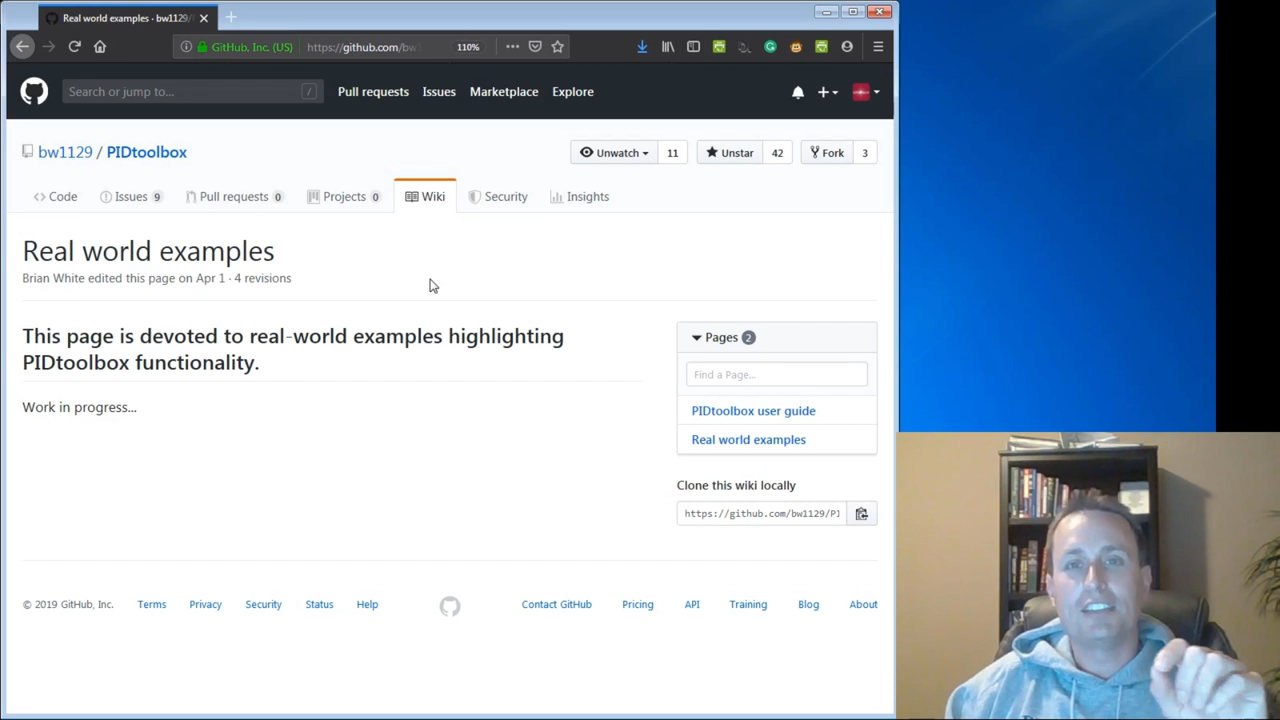 Real world examples · bw1129/
GitHub, Inc. (US)
https://github.com/bw1
110%
Search or jump to...
/
Pull requests
Issues
Marketplace
Explore
bw1129 / PIDtoolbox
Unwatch
11
Unstar
42
Fork
3
Code
Issues 9
Pull requests 0
Projects 0
Wiki
Security
Insights
Real world examples
Brian White edited this page on Apr 1 · 4 revisions
This page is devoted to real-world examples highlighting
PIDtoolbox functionality.
Work in progress...
Pages 2
Find a Page...
PIDtoolbox user guide
Real world examples
Clone this wiki locally
https://github.com/bw1129/PI
© 2019 GitHub, Inc.
Terms
Privacy
Security
Status
Help
Contact GitHub
Pricing
API
Training
Blog
About